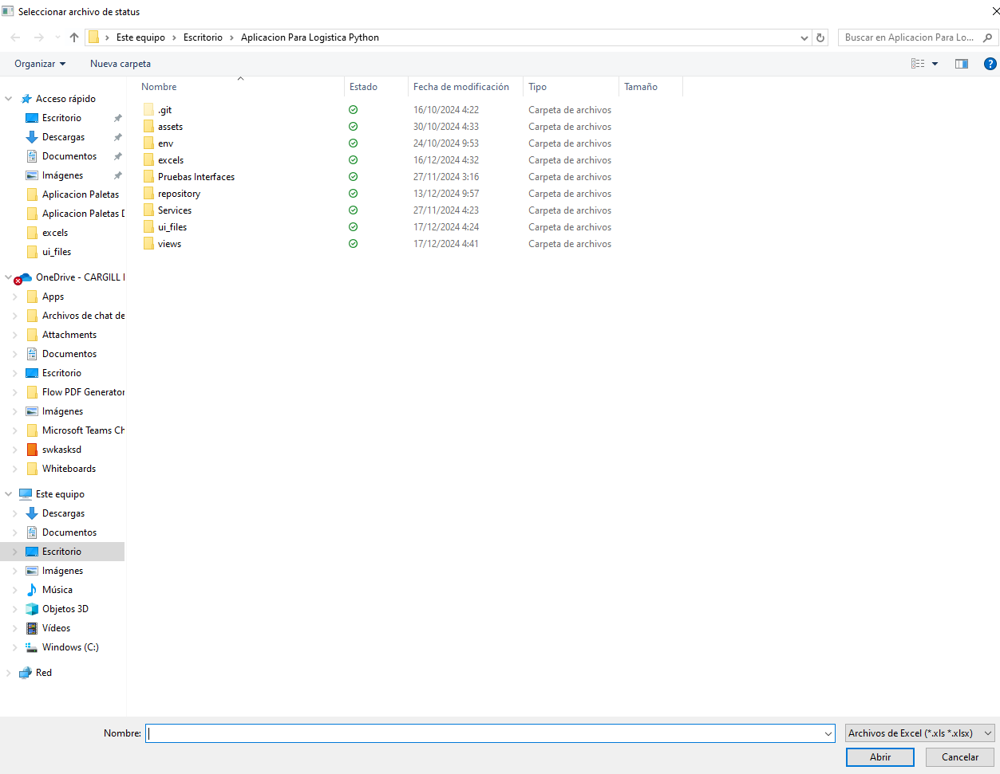 Seleccionar archivo de status
Este equipo > Escritorio > Aplicacion Para Logistica Python
Buscar en Aplicacion Para Lo...
Organizar
Nueva carpeta
?
Nombre Estado Fecha de modificación Tipo Tamaño
.git 16/10/2024 4:22 Carpeta de archivos
assets 30/10/2024 4:33 Carpeta de archivos
env 24/10/2024 9:53 Carpeta de archivos
excels 16/12/2024 4:32 Carpeta de archivos
Pruebas Interfaces 27/11/2024 3:16 Carpeta de archivos
repository 13/12/2024 9:57 Carpeta de archivos
Services 27/11/2024 4:23 Carpeta de archivos
ui_files 17/12/2024 4:24 Carpeta de archivos
views 17/12/2024 4:41 Carpeta de archivos
Acceso rápido
Escritorio
Descargas
Documentos
Imágenes
Aplicacion Paletas
Aplicacion Paletas D
excels
ui_files
OneDrive - CARGILL I
Apps
Archivos de chat de
Attachments
Documentos
Escritorio
Flow PDF Generator
Imágenes
Microsoft Teams Ch
swkasksd
Whiteboards
Este equipo
Descargas
Documentos
Escritorio
Imágenes
Música
Objetos 3D
Vídeos
Windows (C:)
Red
Nombre:
Archivos de Excel (*.xls *.xlsx)
Abrir
Cancelar